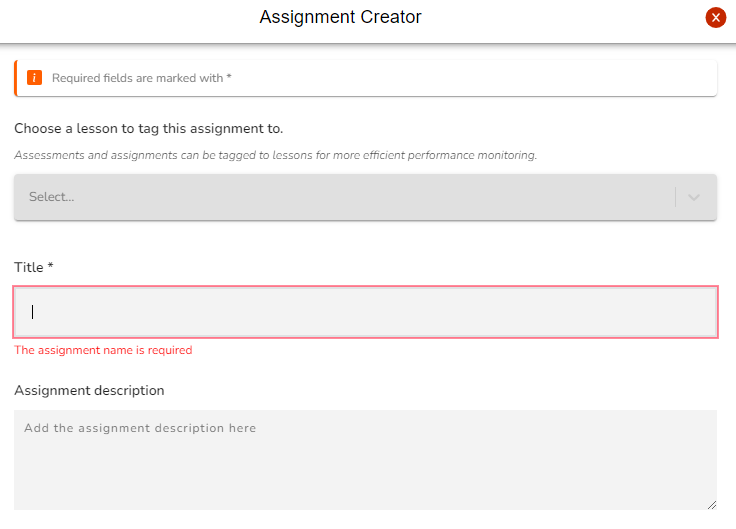 Assignment Creator
Required fields are marked with *
Choose a lesson to tag this assignment to.
Assessments and assignments can be tagged to lessons for more efficient performance monitoring.
Select...
Title *
The assignment name is required
Assignment description
Add the assignment description here